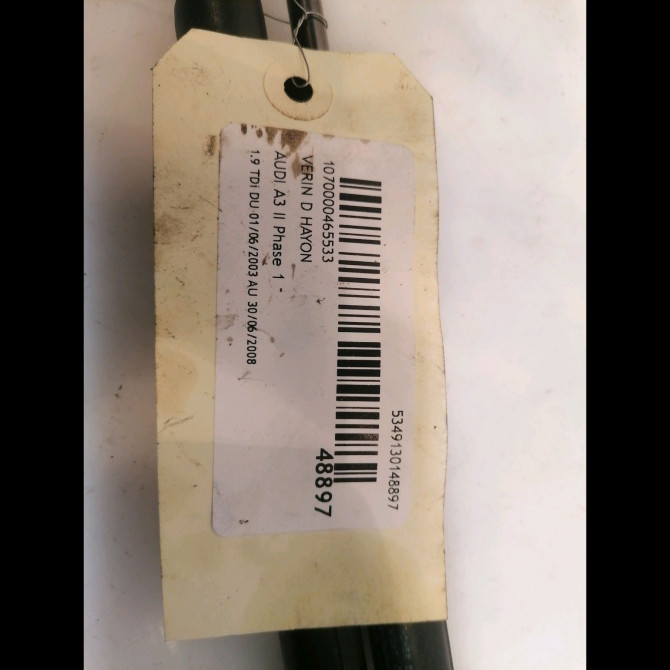 5349130148897
1070000465533
48897
VERIN D HAYON
AUDI A3 II Phase 1 -
1.9 TDI DU 01/06/2003 AU 30/06/2008